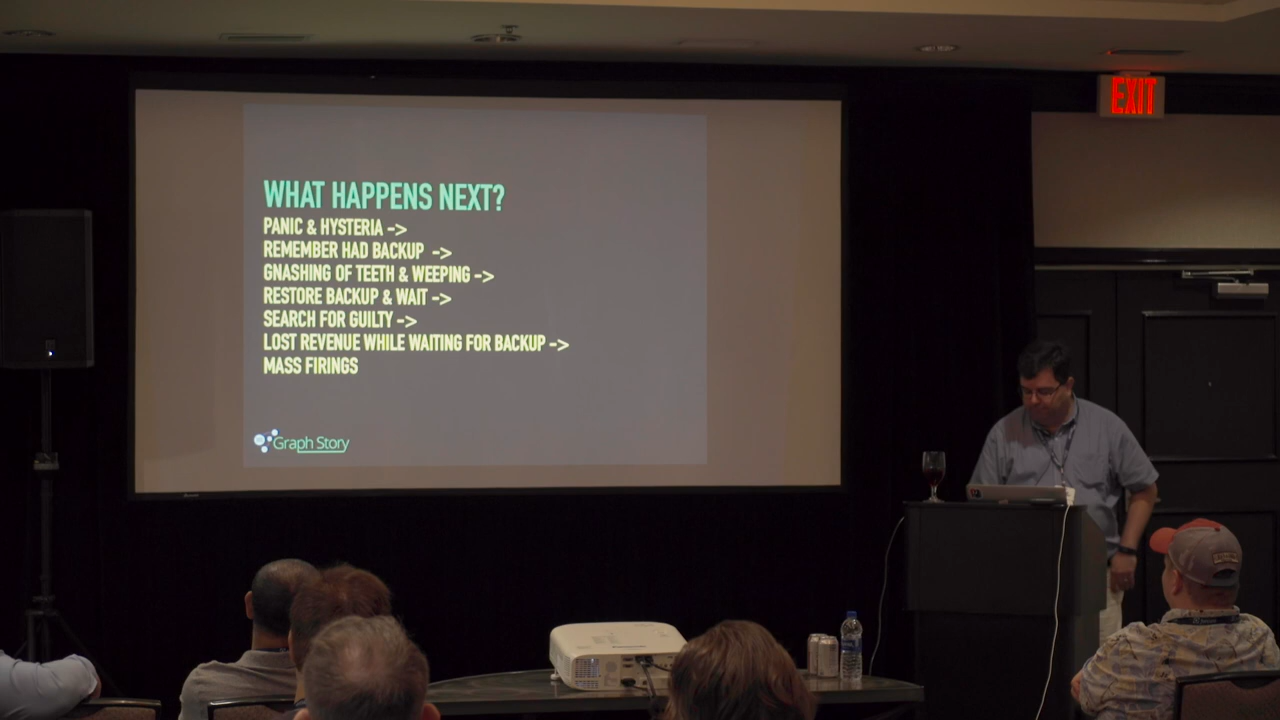 WHAT HAPPENS NEXT?
PANIC & HYSTERIA ->
REMEMBER HAD BACKUP ->
GNASHING OF TEETH & WEEPING ->
RESTORE BACKUP & WAIT ->
SEARCH FOR GUILTY ->
LOST REVENUE WHILE WAITING FOR BACKUP ->
MASS FIRINGS
Graph Story
EXIT